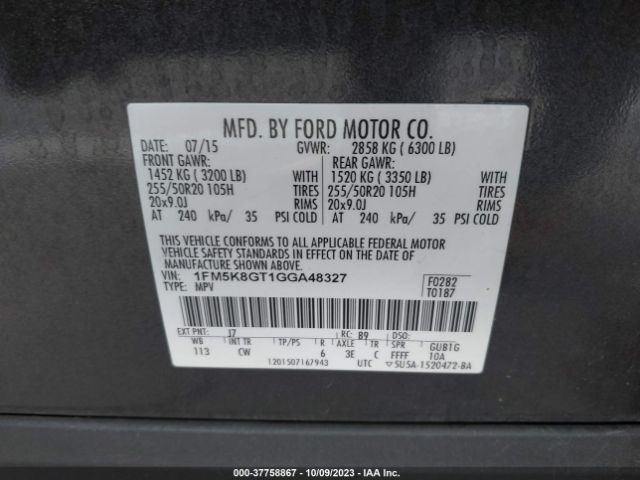 MFD. BY FORD MOTOR CO.
DATE: 07/15 GVWR: 2858 KG ( 6300 LB)
FRONT GAWR: REAR GAWR:
1452 KG ( 3200 LB) WITH 1520 KG ( 3350 LB) WITH
255/50R20 105H TIRES 255/50R20 105H TIRES
20x9.0J RIMS 20x9.0J RIMS
AT 240 kPa/ 35 PSI COLD AT 240 kPa/ 35 PSI COLD
THIS VEHICLE CONFORMS TO ALL APPLICABLE FEDERAL MOTOR
VEHICLE SAFETY STANDARDS IN EFFECT ON THE DATE OF
MANUFACTURE SHOWN ABOVE.
VIN: 1FM5K8GT1GGA48327 F0282
TYPE: MPV T0187
EXT PNT: J7 RC: 89 DSO:
WB INT TR TP/PS R AXLE TR SPR GUB1G
113 CW 6 3E C FFFF 10A
1201507167943 UTC ▽5U5A-1520472-BA
000-37758867 - 10/09/2023 - IAA Inc.